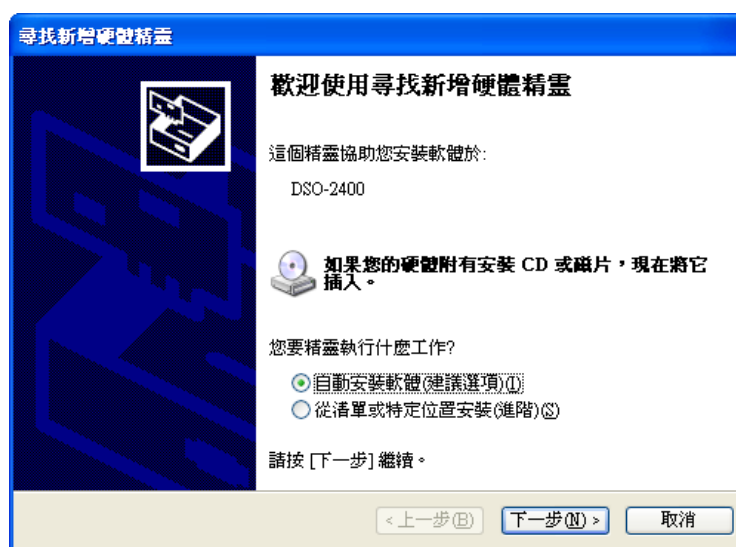 尋找新增硬體精靈
歡迎使用尋找新增硬體精靈
這個精靈協助您安裝軟體於:
DSO-2400
如果您的硬體附有安裝 CD 或磁片，現在將它
插入。
您要精靈執行什麼工作?
自動安裝軟體(建議選項)(I)
從清單或特定位置安裝(進階)(S)
請按 [下一步] 繼續。
<上一步(B) 下一步(N) > 取消